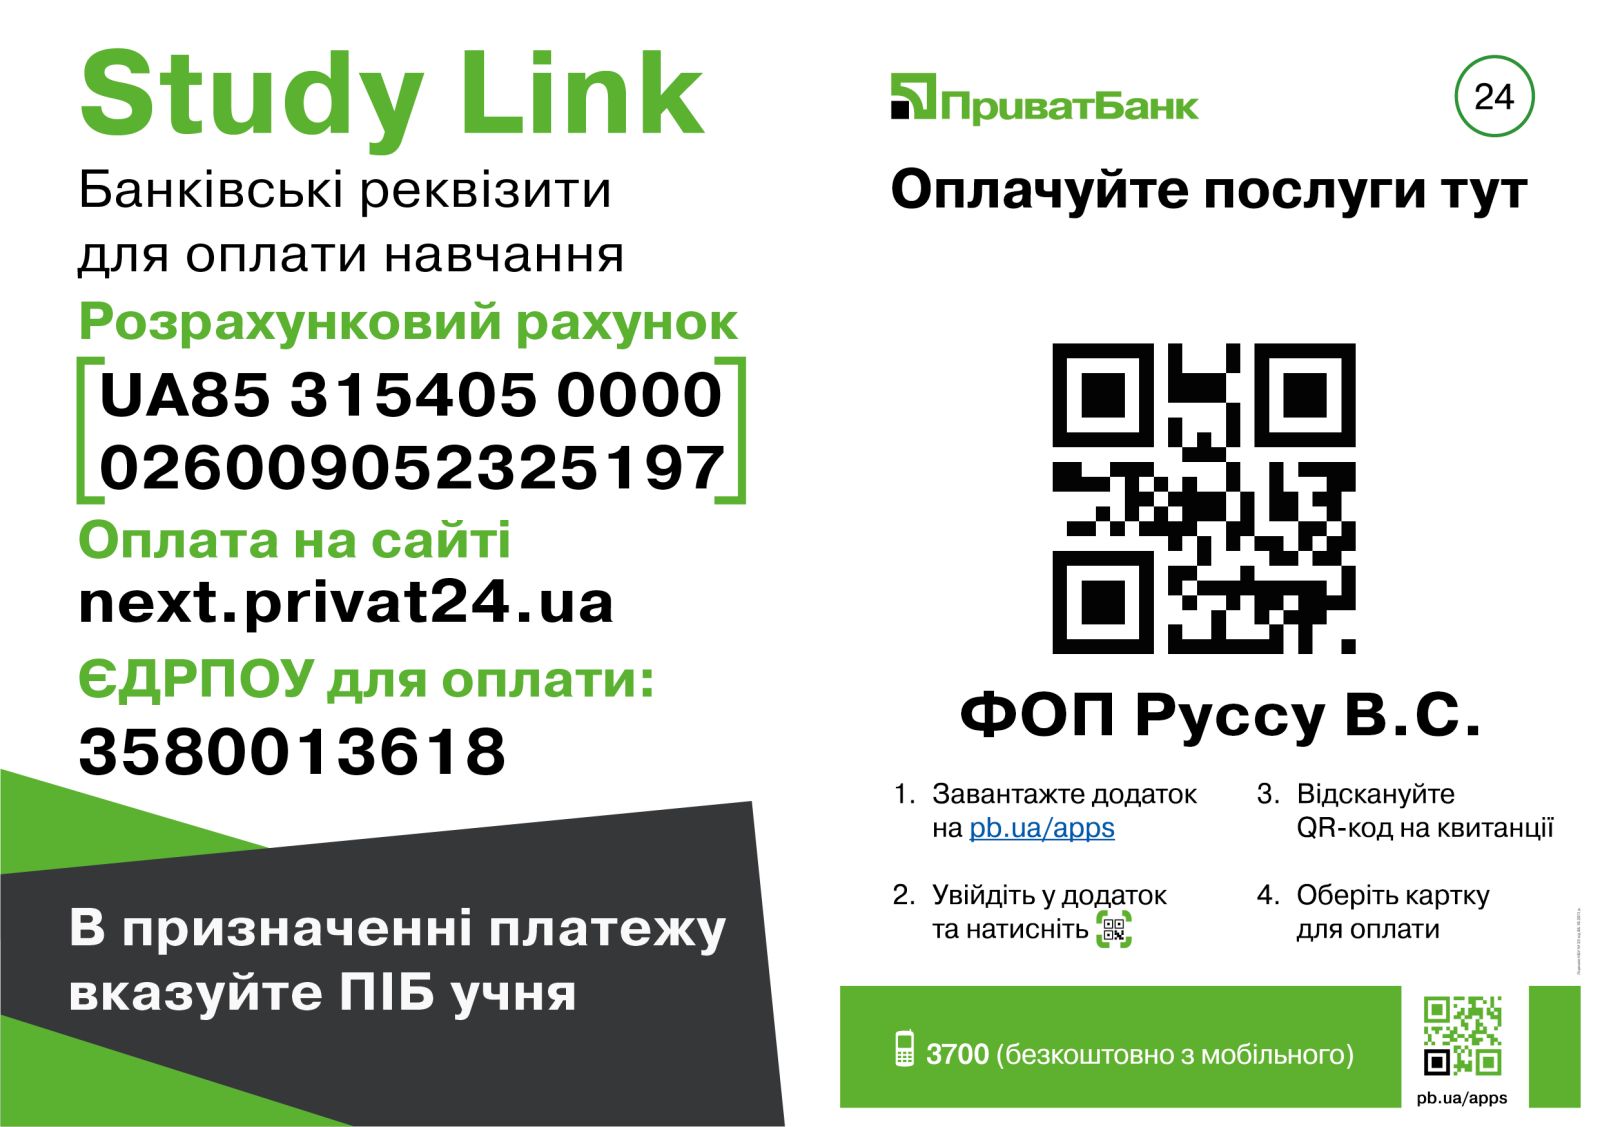 Study Link
Банківські реквізити
для оплати навчання
Розрахунковий рахунок
UA85 315405 0000
026009052325197
Оплата на сайті
next.privat24.ua
ЄДРПОУ для оплати:
3580013618
В призначенні платежу
вказуйте ПІБ учня
ПриватБанк
24
Оплачуйте послуги тут
ФОП Руссу В.С.
1. Завантажте додаток
на pb.ua/apps
2. Увійдіть у додаток
та натисніть
3. Відскануйте
QR-код на квитанції
4. Оберіть картку
для оплати
3700 (безкоштовно з мобільного)
pb.ua/apps